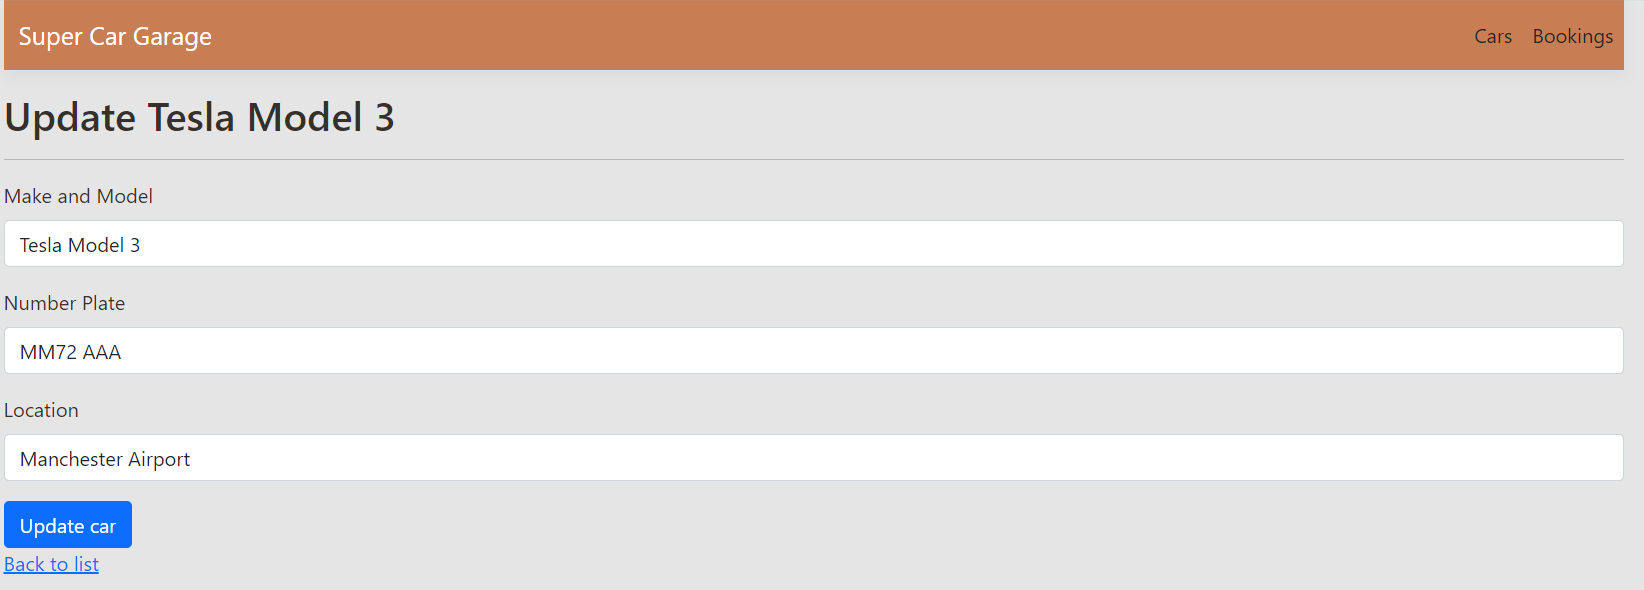 Super Car Garage Cars Bookings
Update Tesla Model 3
Make and Model
Tesla Model 3
Number Plate
MM72 AAA
Location
Manchester Airport
Update car
Back to list